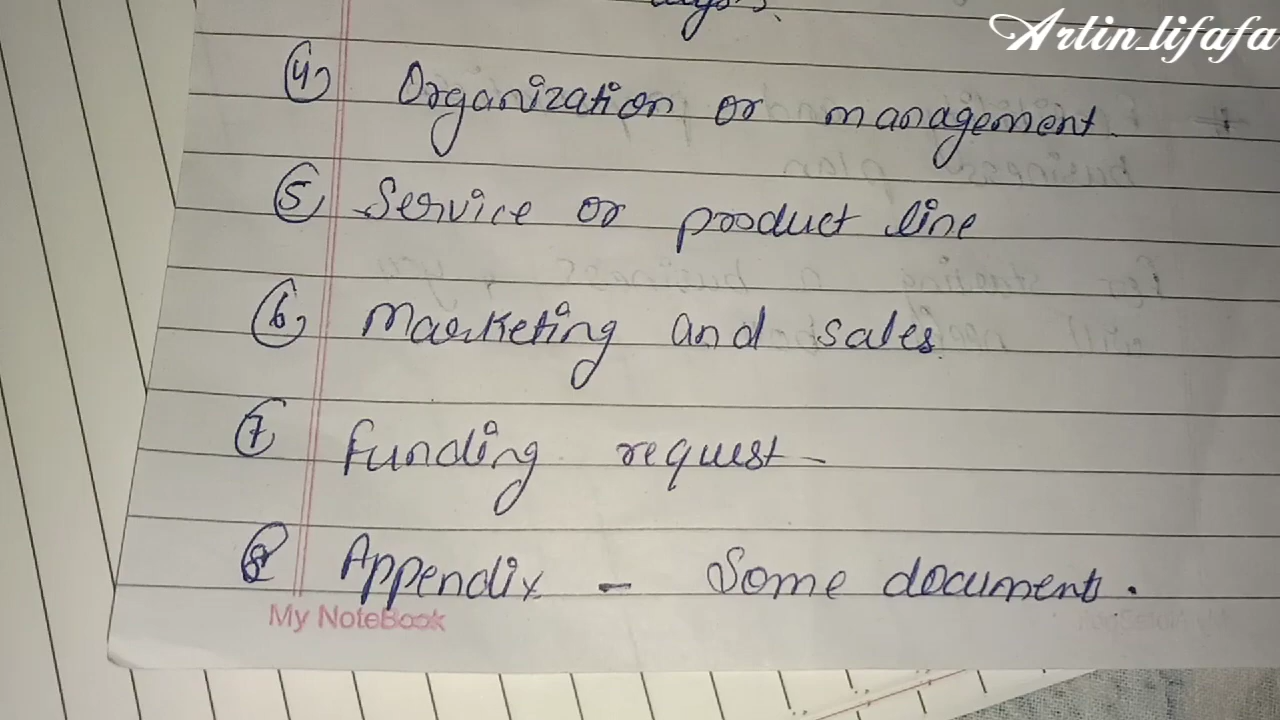 Artin_lifafa
④ Organization or management.
⑤ Service or product line
⑥ Marketing and sales.
⑦ Funding request -
⑧ Appendix - Some documents.
My NoteBook